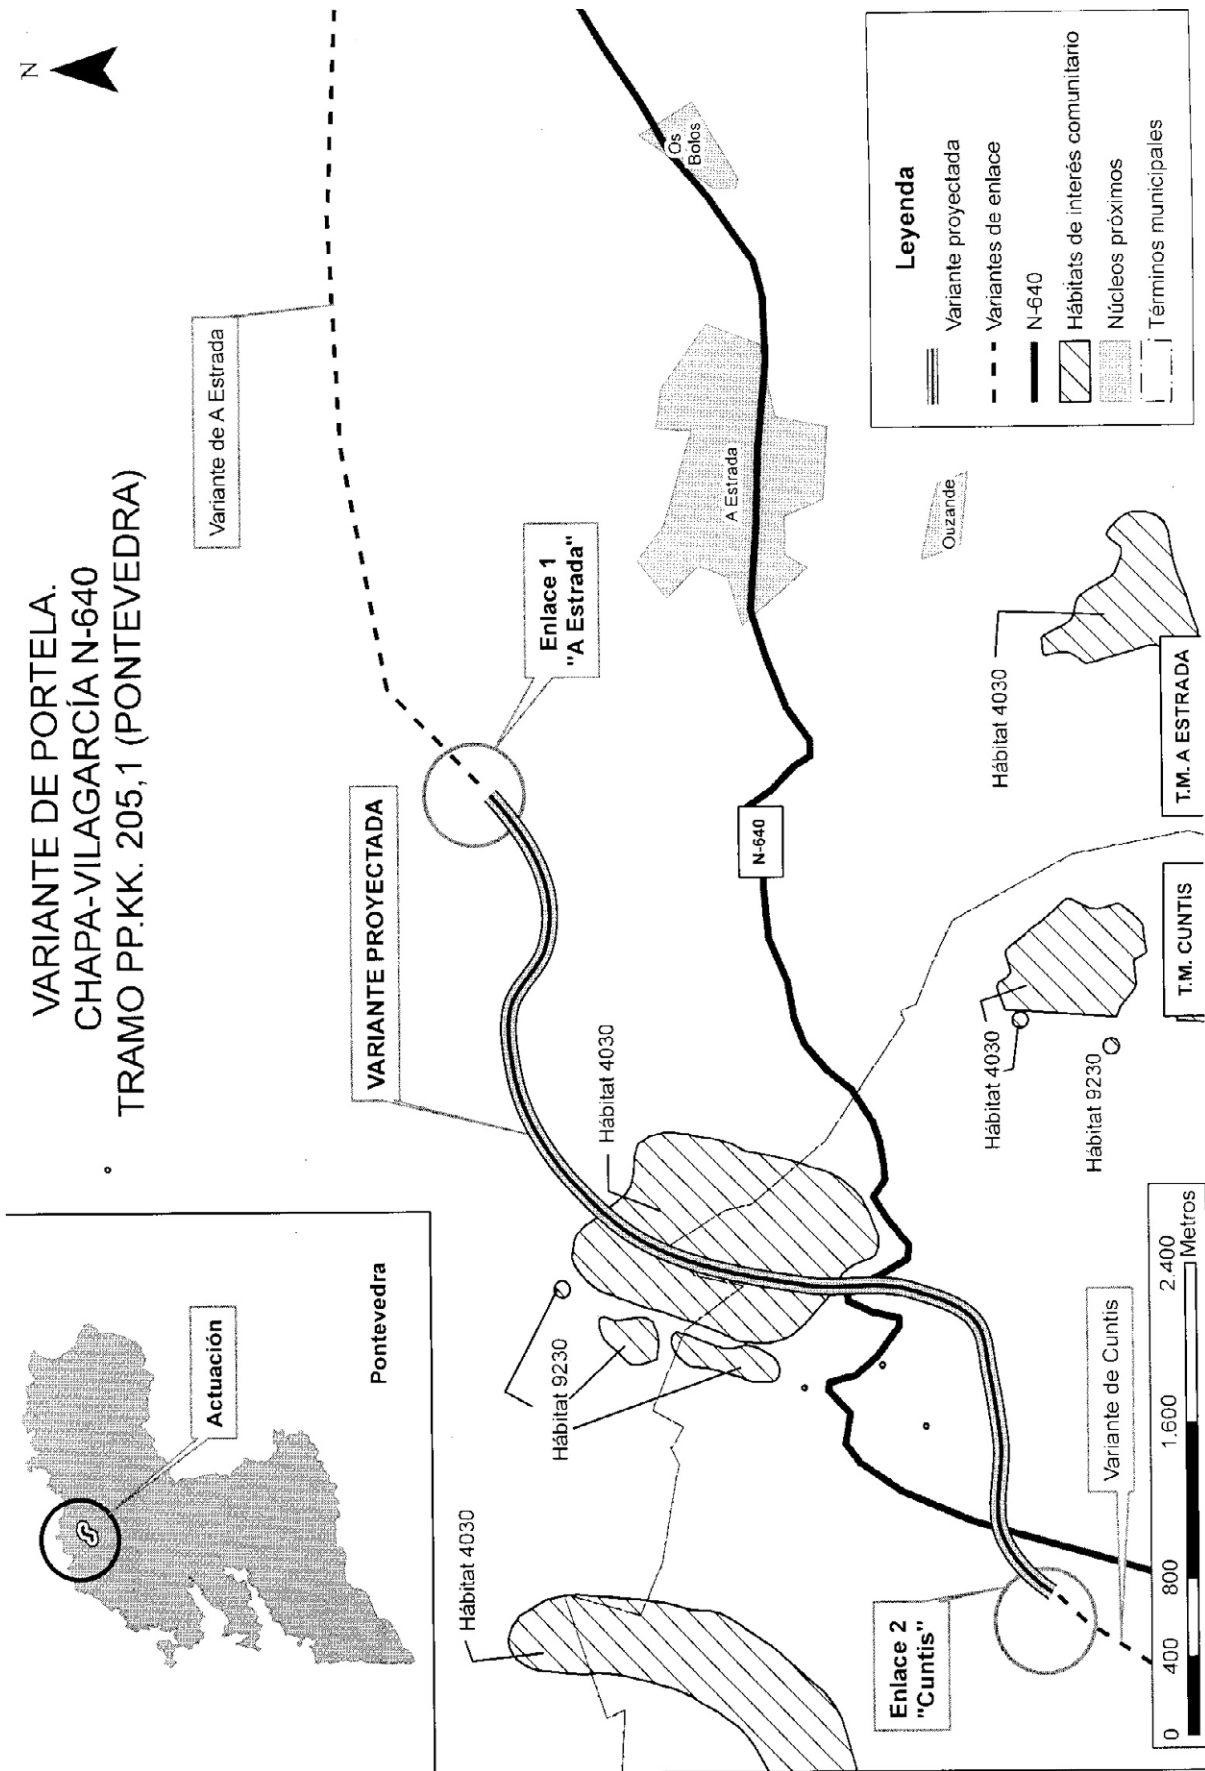 VARIANTE DE PORTELA.
CHAPA-VILAGARCÍA N-640
TRAMO PP.KK. 205,1 (PONTEVEDRA)
N
Actuación
Pontevedra
Variante de A Estrada
VARIANTE PROYECTADA
Enlace 1
"A Estrada"
Os
Bolos
A Estrada
Ouzande
N-640
Hábitat 4030
Hábitat 9230
Hábitat 4030
Hábitat 4030
Hábitat 9230
Hábitat 4030
T.M. CUNTIS
T.M. A ESTRADA
Enlace 2
"Cuntis"
Variante de Cuntis
0 400 800 1.600 2.400
Metros
Leyenda
Variante proyectada
Variantes de enlace
N-640
Hábitats de interés comunitario
Núcleos próximos
Términos municipales